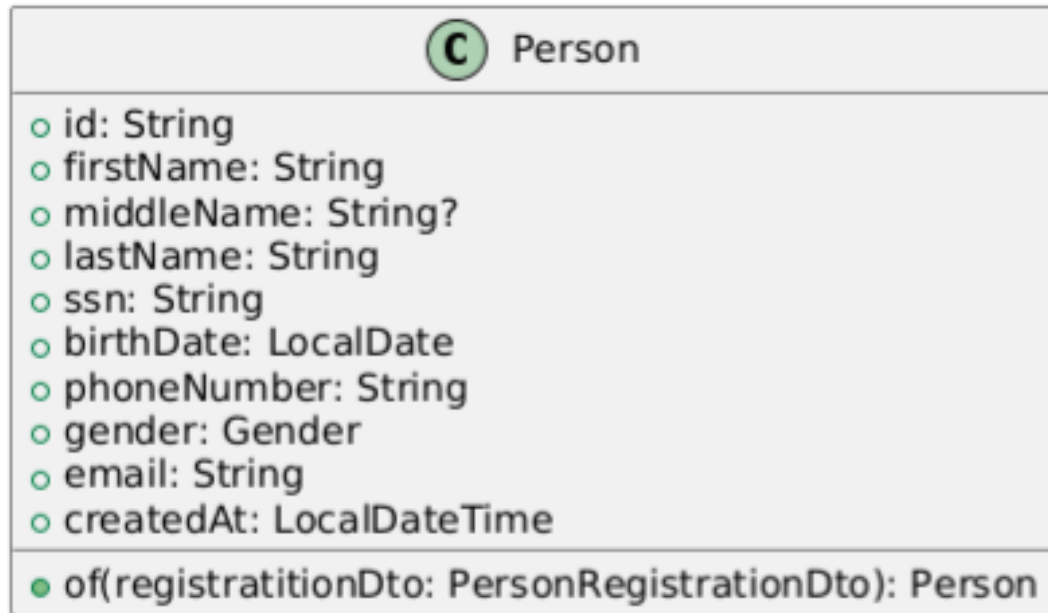 C Person
id: String
firstName: String
middleName: String?
lastName: String
ssn: String
birthDate: LocalDate
phoneNumber: String
gender: Gender
email: String
createdAt: LocalDateTime
of(registratitionDto: PersonRegistrationDto): Person